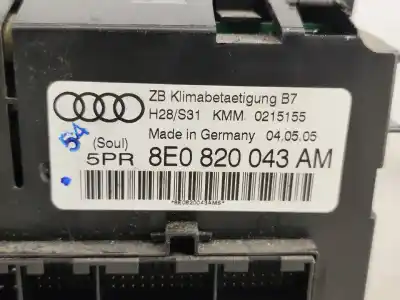 ZB Klimabetaetigung B7
H28/S31 KMM 0215155
Made in Germany 04.05.05
(Soul)
5PR 8E0 820 043 AM
*8E0820043AMS*